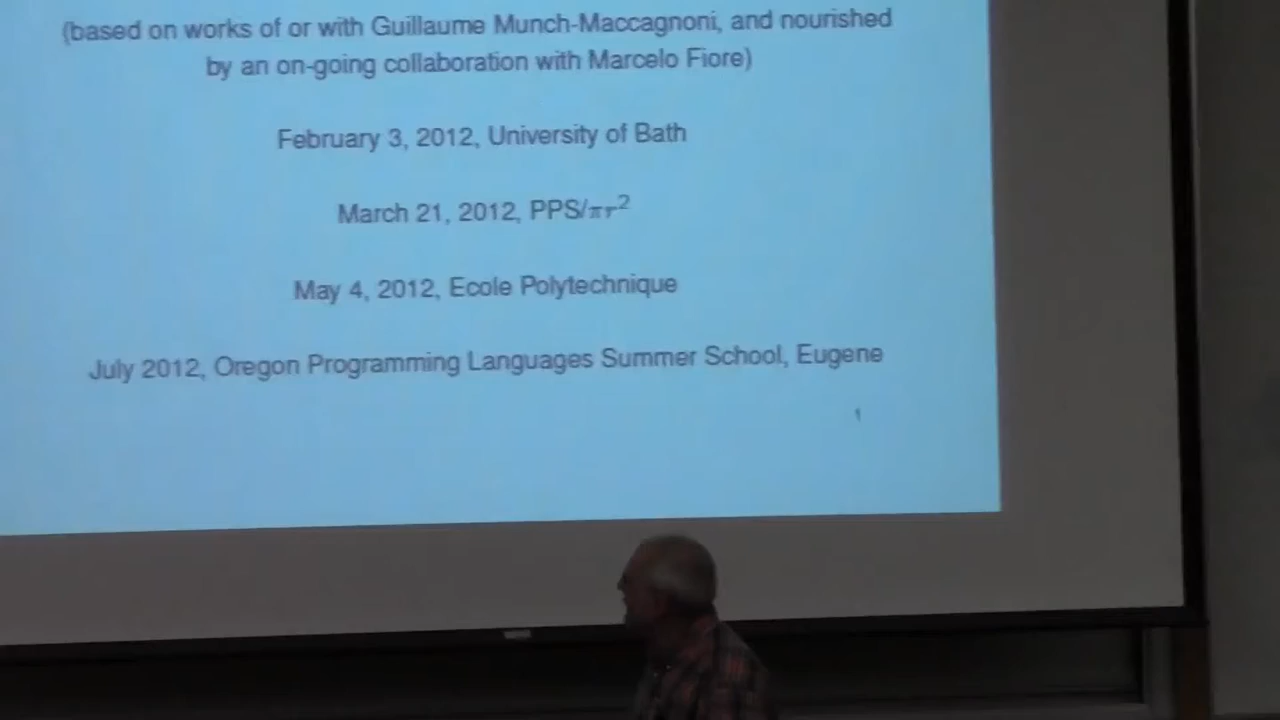 (based on works of or with Guillaume Munch-Maccagnoni, and nourished
by an on-going collaboration with Marcelo Fiore)
February 3, 2012, University of Bath
March 21, 2012, PPS/πr²
May 4, 2012, Ecole Polytechnique
July 2012, Oregon Programming Languages Summer School, Eugene
1